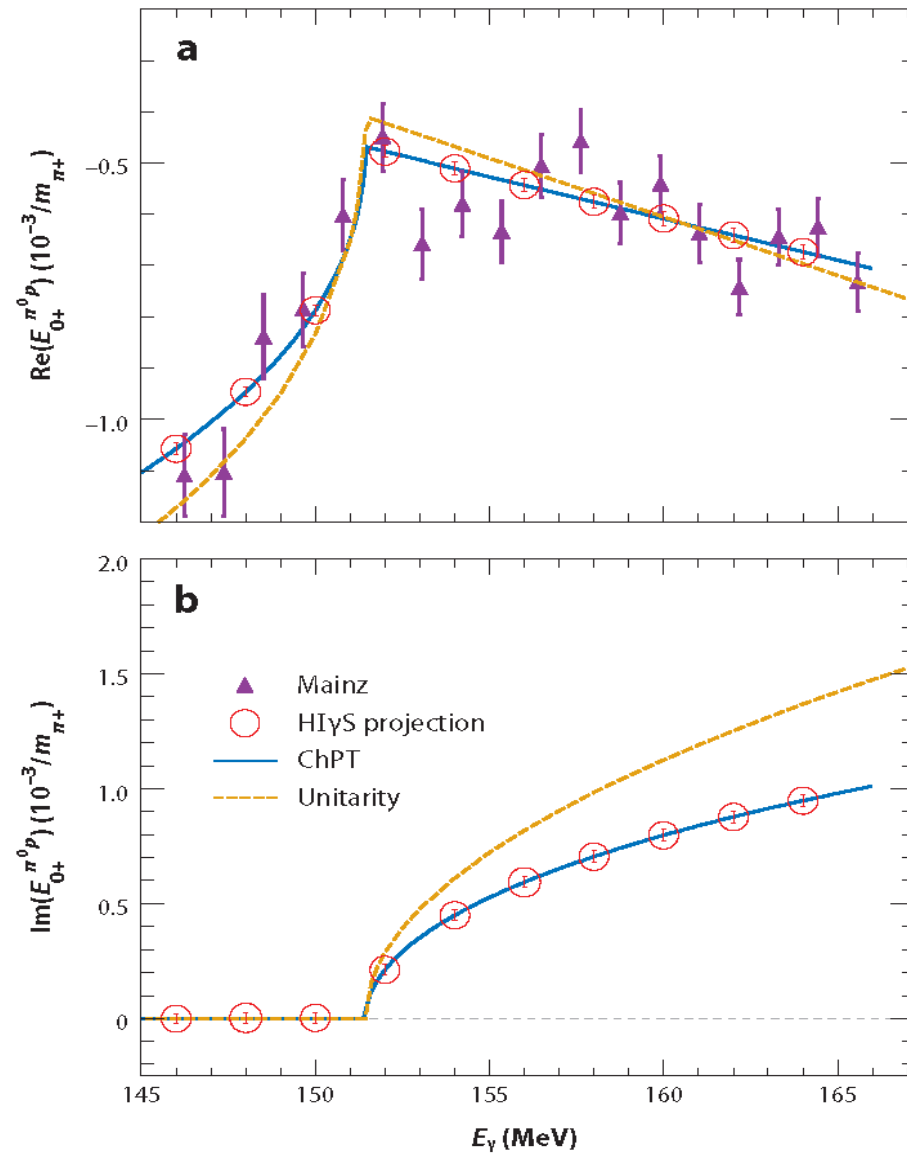 a
−0.5
−1.0
Re(E₀₊^π⁰p) (10⁻³/mπ+)
b
2.0
1.5
1.0
0.5
0
Im(E₀₊^π⁰p) (10⁻³/mπ+)
Mainz
HIγS projection
ChPT
Unitarity
145 150 155 160 165
Eγ (MeV)